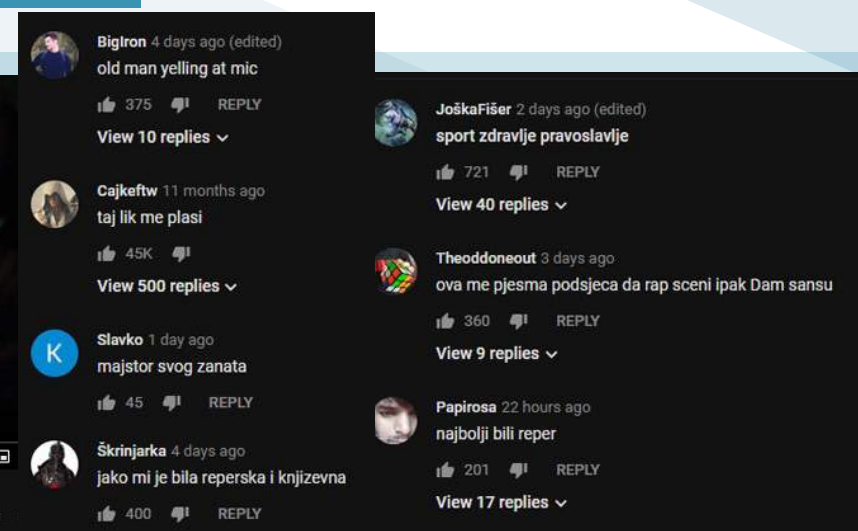 BigIron 4 days ago (edited)
old man yelling at mic
375 REPLY
View 10 replies
Cajkeftw 11 months ago
taj lik me plasi
45K
View 500 replies
Slavko 1 day ago
K
majstor svog zanata
45 REPLY
Škrinjarka 4 days ago
jako mi je bila reperska i knjizevna
400 REPLY
JoškaFišer 2 days ago (edited)
sport zdravlje pravoslavlje
721 REPLY
View 40 replies
Theoddoneout 3 days ago
ova me pjesma podsjeca da rap sceni ipak Dam sansu
360 REPLY
View 9 replies
Papirosa 22 hours ago
najbolji bili reper
201 REPLY
View 17 replies